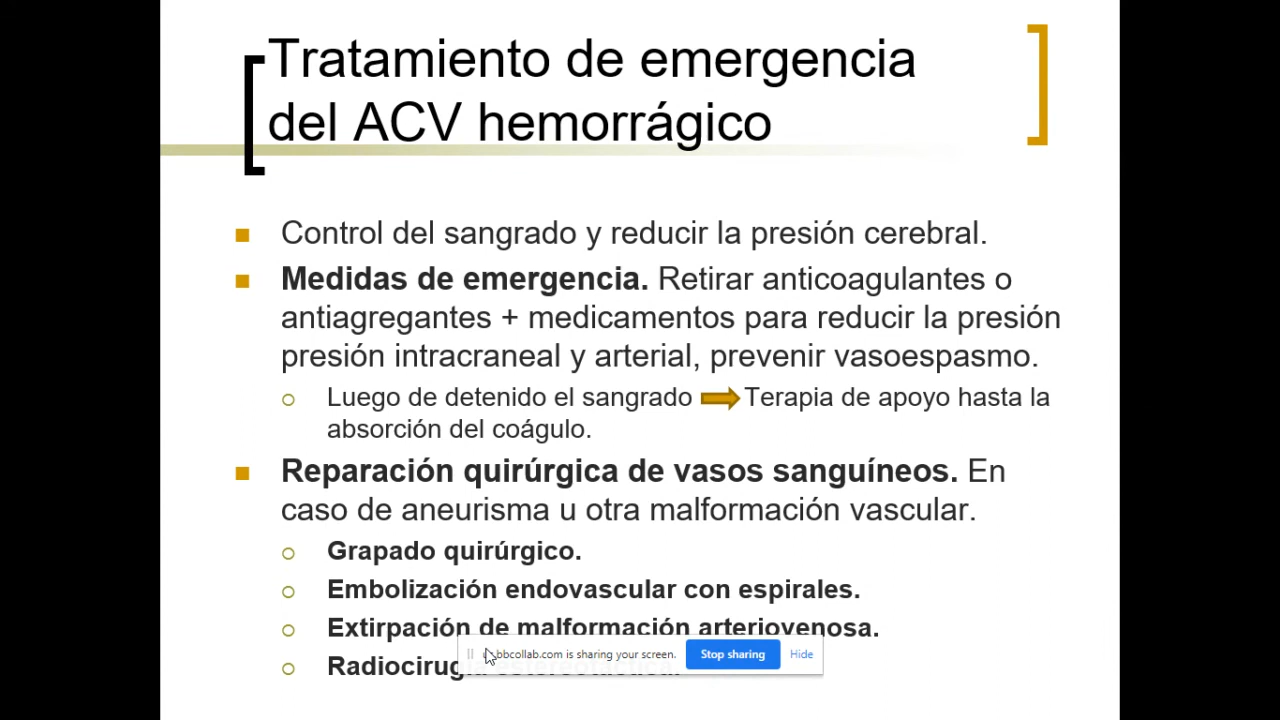 Tratamiento de emergencia
del ACV hemorrágico
Control del sangrado y reducir la presión cerebral.
Medidas de emergencia. Retirar anticoagulantes o
antiagregantes + medicamentos para reducir la presión
presión intracraneal y arterial, prevenir vasoespasmo.
Luego de detenido el sangrado Terapia de apoyo hasta la
absorción del coágulo.
Reparación quirúrgica de vasos sanguíneos. En
caso de aneurisma u otra malformación vascular.
Grapado quirúrgico.
Embolización endovascular con espirales.
Extirpación de malformación arteriovenosa.
is sharing your screen. Stop sharing Hide
Radiocirugía estereotáctica.